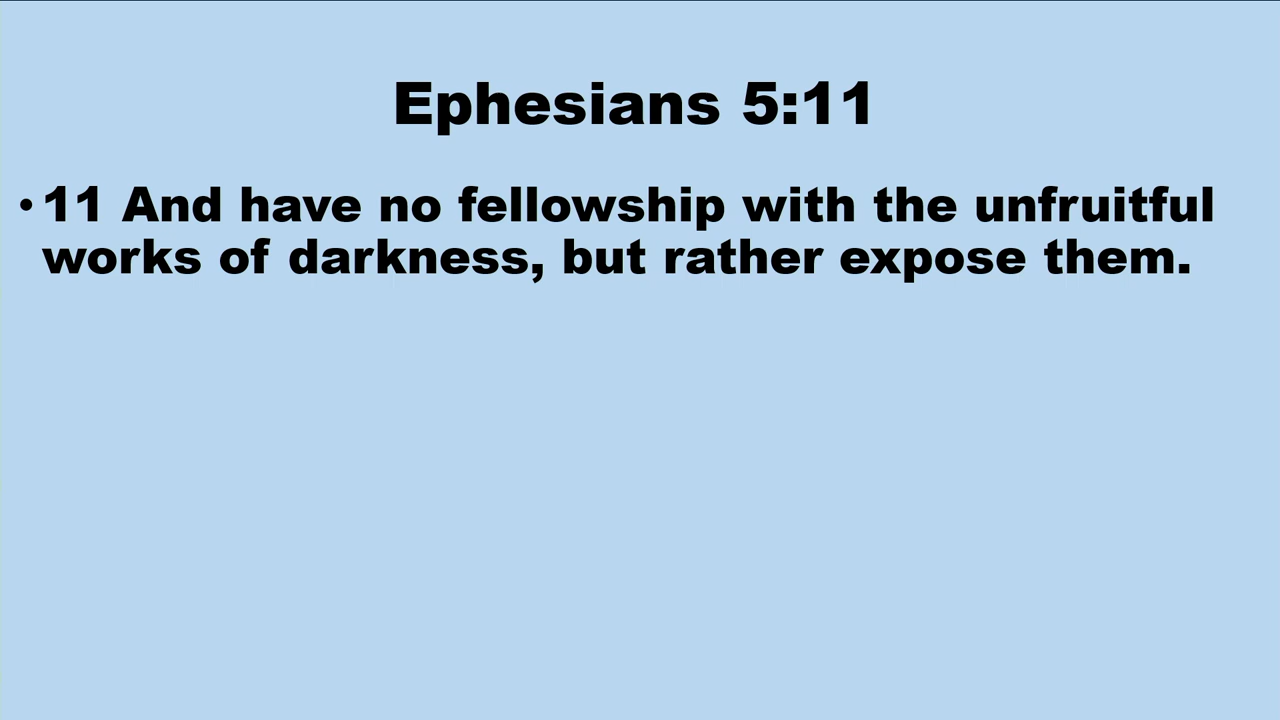 Ephesians 5:11
• 11 And have no fellowship with the unfruitful
works of darkness, but rather expose them.